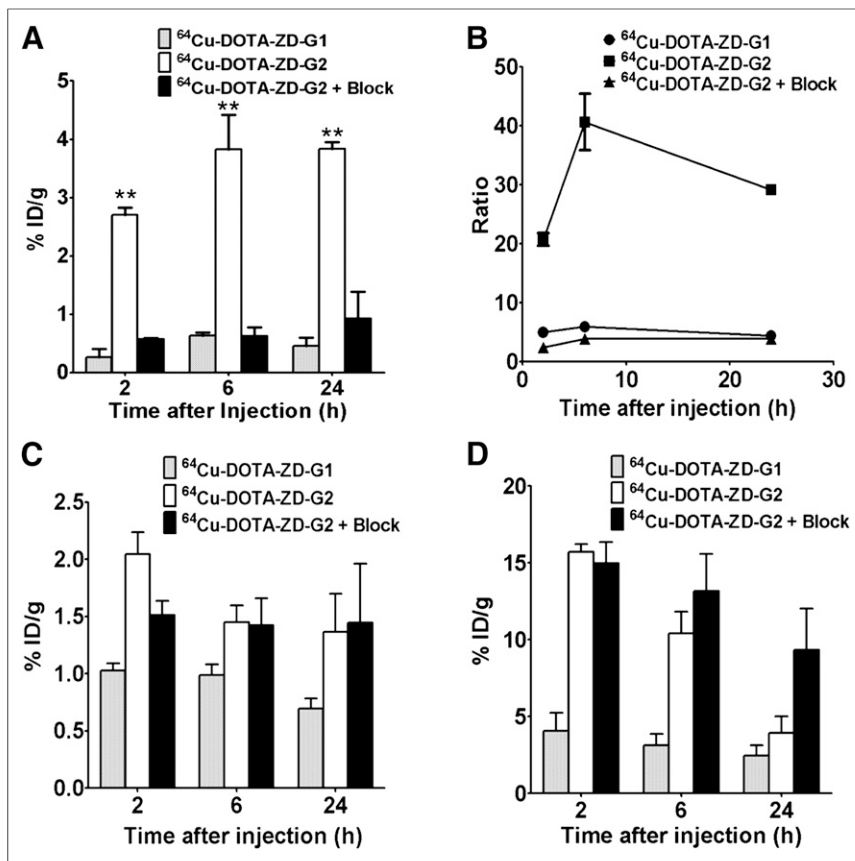 A
⁶⁴Cu-DOTA-ZD-G1
⁶⁴Cu-DOTA-ZD-G2
⁶⁴Cu-DOTA-ZD-G2 + Block
% ID/g
5
4
3
2
1
0
**
**
**
2 6 24
Time after Injection (h)
B
⁶⁴Cu-DOTA-ZD-G1
⁶⁴Cu-DOTA-ZD-G2
⁶⁴Cu-DOTA-ZD-G2 + Block
Ratio
50
40
30
20
10
0
0 10 20 30
Time after injection (h)
C
⁶⁴Cu-DOTA-ZD-G1
⁶⁴Cu-DOTA-ZD-G2
⁶⁴Cu-DOTA-ZD-G2 + Block
% ID/g
2.5
2.0
1.5
1.0
0.5
0.0
2 6 24
Time after injection (h)
D
⁶⁴Cu-DOTA-ZD-G1
⁶⁴Cu-DOTA-ZD-G2
⁶⁴Cu-DOTA-ZD-G2 + Block
% ID/g
20
15
10
5
0
2 6 24
Time after injection (h)